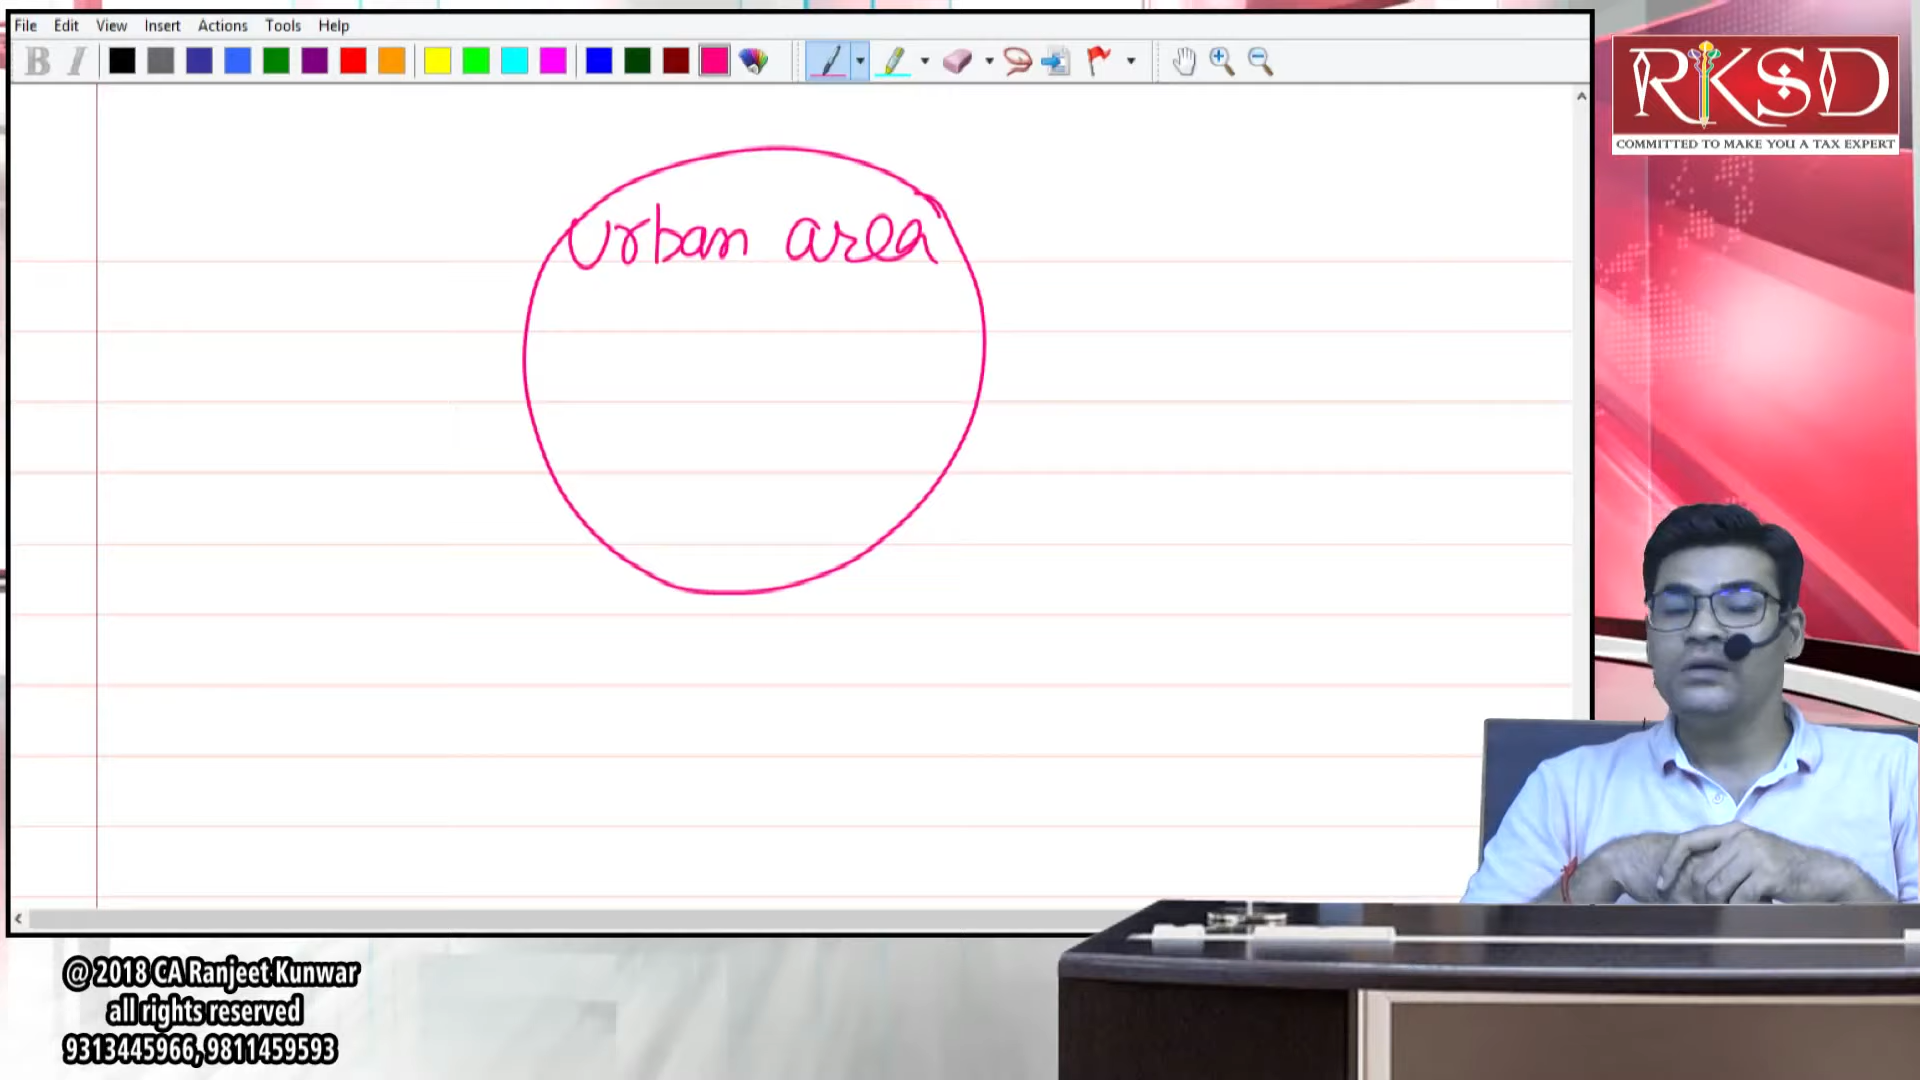 File Edit View Insert Actions Tools Help
B I
RKSD
COMMITTED TO MAKE YOU A TAX EXPERT
Urban area
@ 2018 CA Ranjeet Kunwar
all rights reserved
9313445966, 9811459593